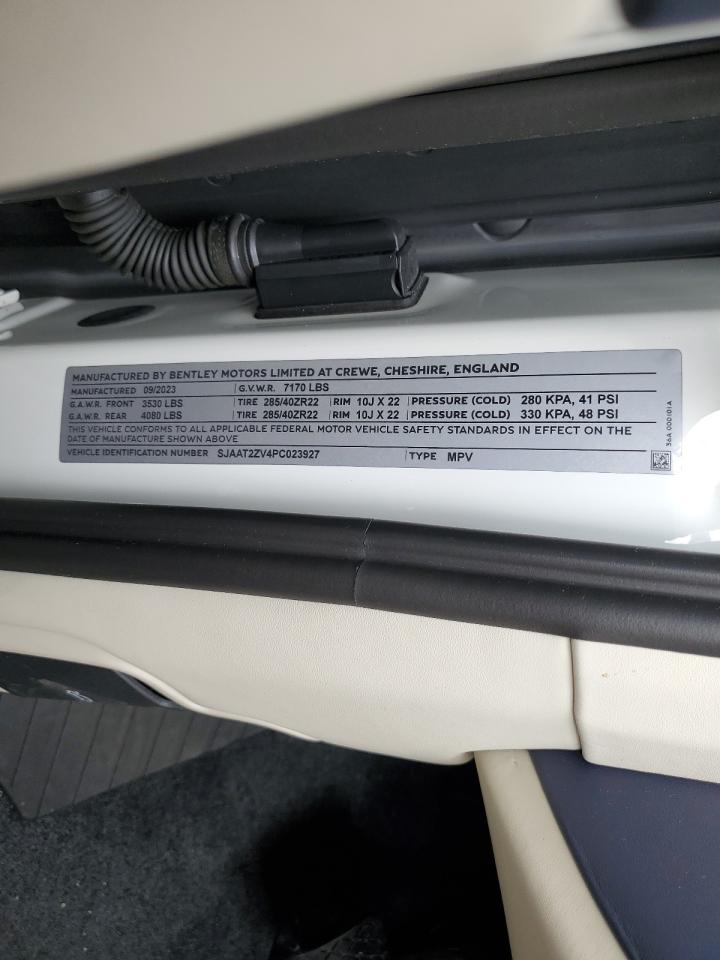 MANUFACTURED BY BENTLEY MOTORS LIMITED AT CREWE, CHESHIRE, ENGLAND
MANUFACTURED 09/2023 G.V.W.R. 7170 LBS
G.A.W.R. FRONT 3530 LBS TIRE 285/40ZR22 RIM 10J X 22 PRESSURE (COLD) 280 KPA, 41 PSI
G.A.W.R. REAR 4080 LBS TIRE 285/40ZR22 RIM 10J X 22 PRESSURE (COLD) 330 KPA, 48 PSI
THIS VEHICLE CONFORMS TO ALL APPLICABLE FEDERAL MOTOR VEHICLE SAFETY STANDARDS IN EFFECT ON THE
DATE OF MANUFACTURE SHOWN ABOVE
VEHICLE IDENTIFICATION NUMBER SJAAT2ZV4PC023927 TYPE MPV
36A 000101A